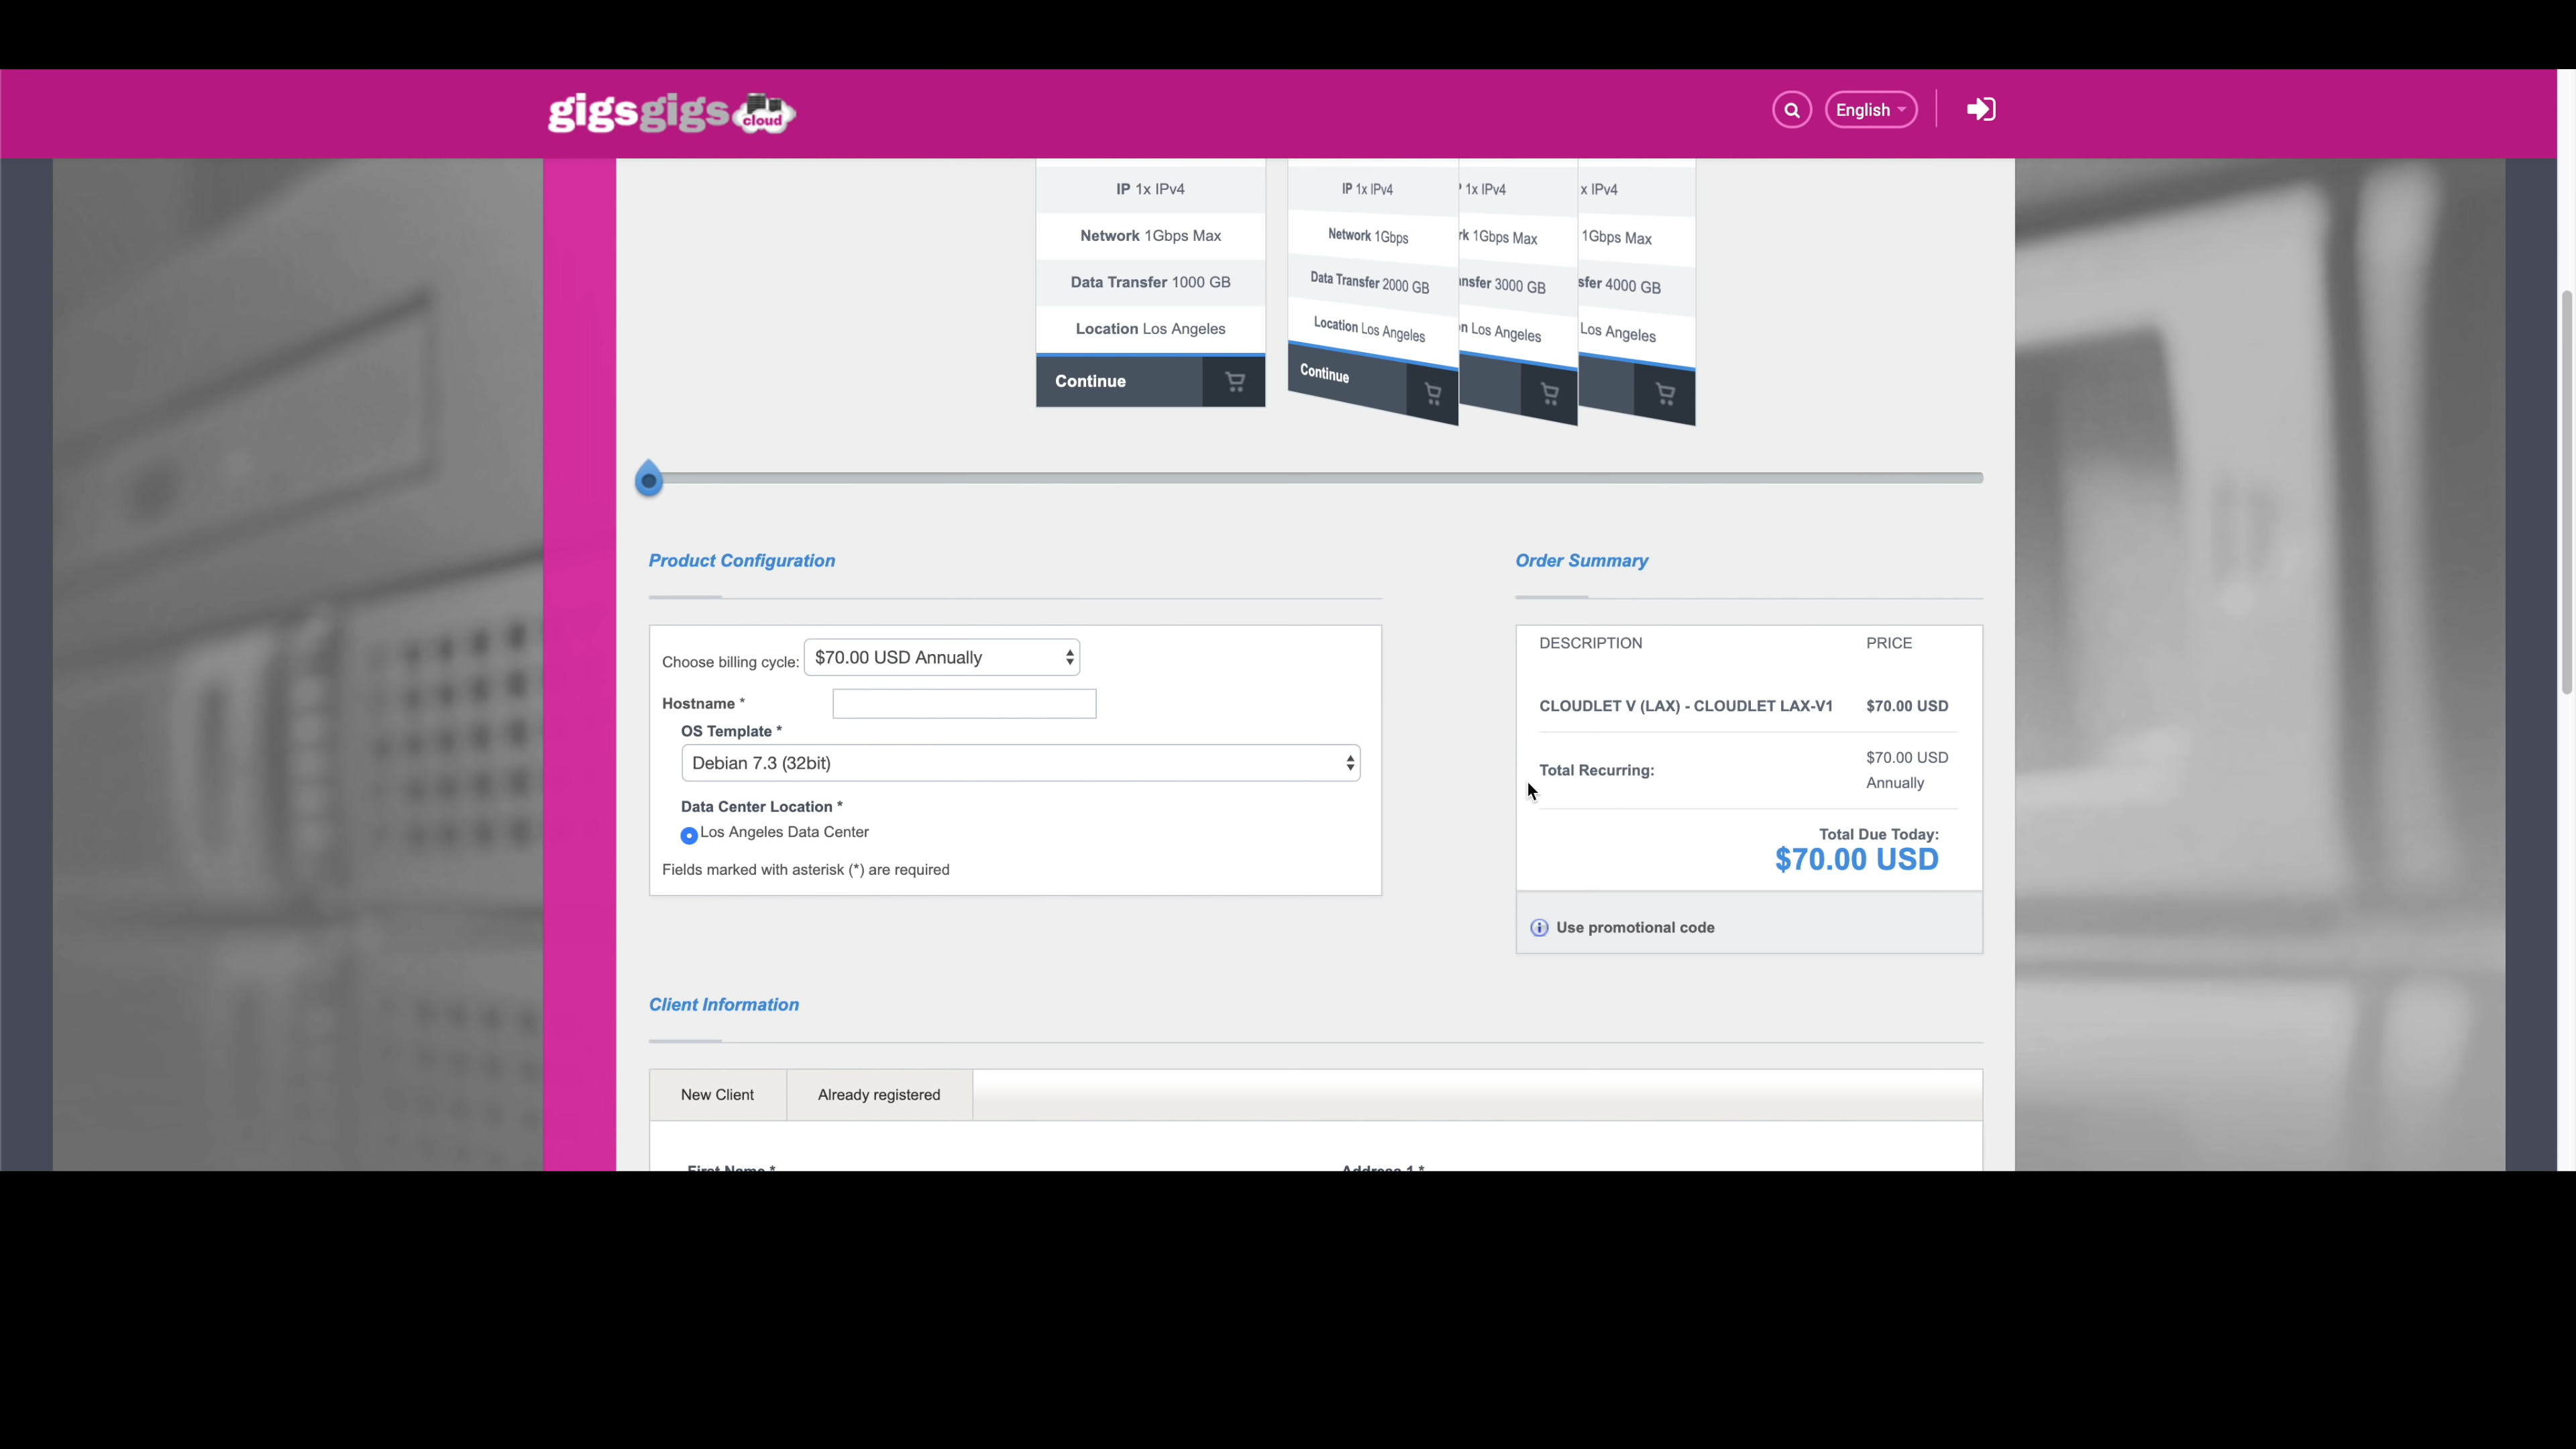 gigsgigs cloud
English
IP 1x IPv4
Network 1Gbps Max
Data Transfer 1000 GB
Location Los Angeles
Continue
IP 1x IPv4
Network 1Gbps
Data Transfer 2000 GB
Location Los Angeles
Continue
1x IPv4
1Gbps Max
3000 GB
Los Angeles
x IPv4
1Gbps Max
4000 GB
Los Angeles
Product Configuration
Choose billing cycle: $70.00 USD Annually
Hostname *
OS Template *
Debian 7.3 (32bit)
Data Center Location *
Los Angeles Data Center
Fields marked with asterisk (*) are required
Order Summary
DESCRIPTION PRICE
CLOUDLET V (LAX) - CLOUDLET LAX-V1 $70.00 USD
Total Recurring: $70.00 USD
Annually
Total Due Today:
$70.00 USD
Use promotional code
Client Information
New Client Already registered
First Name * Address 1 *